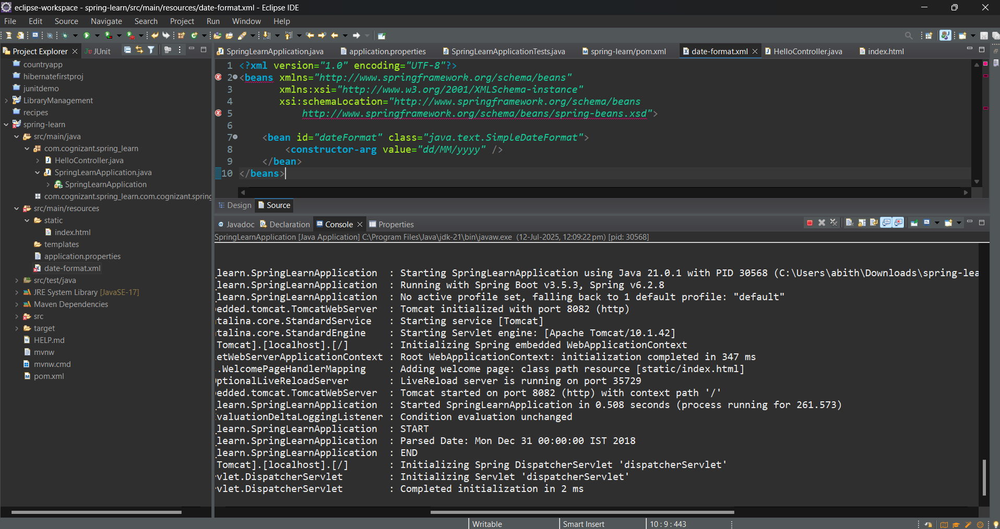 eclipse-workspace - spring-learn/src/main/resources/date-format.xml - Eclipse IDE
File Edit Source Navigate Search Project Run Window Help
Project Explorer
JUnit
countryapp
hibernatefirstproj
junitdemo
LibraryManagement
recipes
spring-learn
src/main/java
com.cognizant.spring_learn
HelloController.java
SpringLearnApplication.java
SpringLearnApplication
com.cognizant.spring_learn.com.cognizant.spring
src/main/resources
static
index.html
templates
application.properties
date-format.xml
src/test/java
JRE System Library [JavaSE-17]
Maven Dependencies
src
target
HELP.md
mvnw
mvnw.cmd
pom.xml
SpringLearnApplication.java application.properties SpringLearnApplicationTests.java spring-learn/pom.xml date-format.xml HelloController.java index.html
1 <?xml version="1.0" encoding="UTF-8"?>
2 <beans xmlns="http://www.springframework.org/schema/beans"
3 xmlns:xsi="http://www.w3.org/2001/XMLSchema-instance"
4 xsi:schemaLocation="http://www.springframework.org/schema/beans
5 http://www.springframework.org/schema/beans/spring-beans.xsd">
6
7 <bean id="dateFormat" class="java.text.SimpleDateFormat">
8 <constructor-arg value="dd/MM/yyyy" />
9 </bean>
10 </beans>
Design Source
Javadoc Declaration Console Properties
SpringLearnApplication [Java Application] C:\Program Files\Java\jdk-21\bin\javaw.exe (12-Jul-2025, 12:09:22 pm) [pid: 30568]
_learn.SpringLearnApplication : Starting SpringLearnApplication using Java 21.0.1 with PID 30568 (C:\Users\abith\Downloads\spring-lea
_learn.SpringLearnApplication : Running with Spring Boot v3.5.3, Spring v6.2.8
_learn.SpringLearnApplication : No active profile set, falling back to 1 default profile: "default"
edded.tomcat.TomcatWebServer : Tomcat initialized with port 8082 (http)
talina.core.StandardService : Starting service [Tomcat]
talina.core.StandardEngine : Starting Servlet engine: [Apache Tomcat/10.1.42]
Tomcat].[localhost].[/] : Initializing Spring embedded WebApplicationContext
etWebServerApplicationContext : Root WebApplicationContext: initialization completed in 347 ms
.WelcomePageHandlerMapping : Adding welcome page: class path resource [static/index.html]
ptionalLiveReloadServer : LiveReload server is running on port 35729
edded.tomcat.TomcatWebServer : Tomcat started on port 8082 (http) with context path '/'
_learn.SpringLearnApplication : Started SpringLearnApplication in 0.508 seconds (process running for 261.573)
valuationDeltaLoggingListener : Condition evaluation unchanged
_learn.SpringLearnApplication : START
_learn.SpringLearnApplication : Parsed Date: Mon Dec 31 00:00:00 IST 2018
_learn.SpringLearnApplication : END
Tomcat].[localhost].[/] : Initializing Spring DispatcherServlet 'dispatcherServlet'
vlet.DispatcherServlet : Initializing Servlet 'dispatcherServlet'
vlet.DispatcherServlet : Completed initialization in 2 ms
Writable Smart Insert 10 : 9 : 443